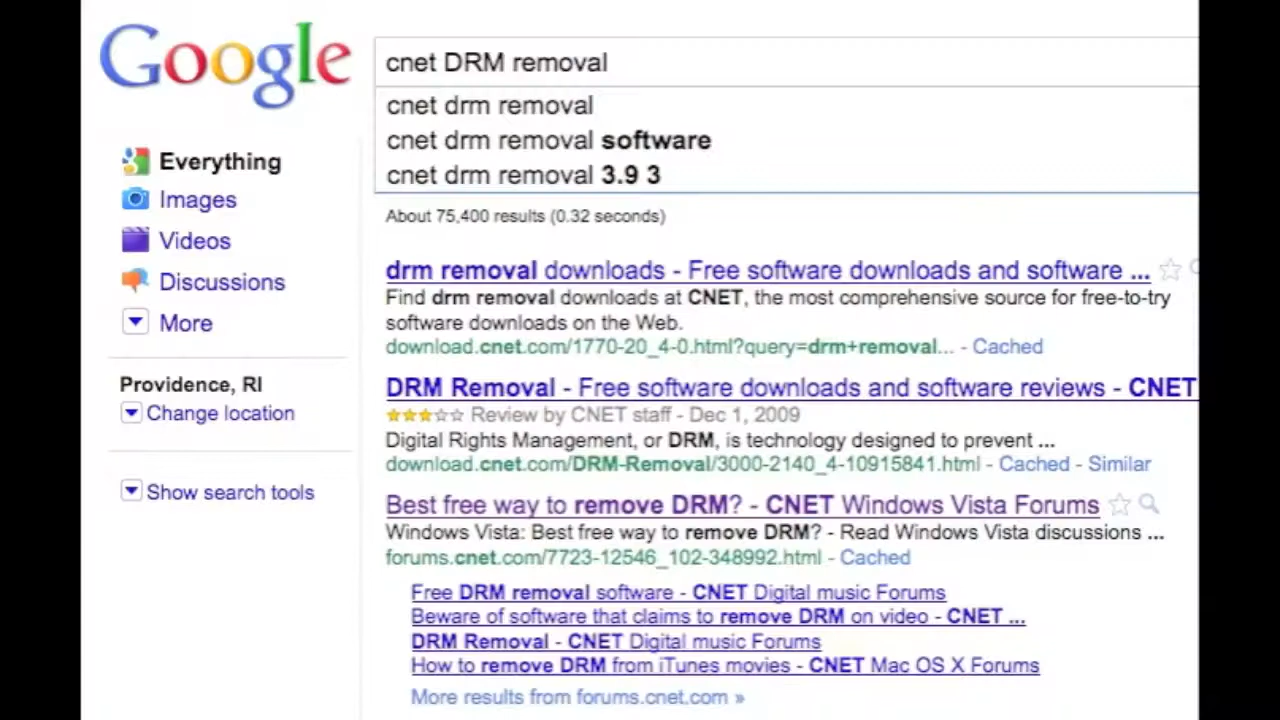 Google
cnet DRM removal
cnet drm removal
cnet drm removal software
cnet drm removal 3.9 3
Everything
Images
Videos
Discussions
More
Providence, RI
Change location
Show search tools
About 75,400 results (0.32 seconds)
drm removal downloads - Free software downloads and software ...
Find drm removal downloads at CNET, the most comprehensive source for free-to-try
software downloads on the Web.
download.cnet.com/1770-20_4-0.html?query=drm+removal... - Cached
DRM Removal - Free software downloads and software reviews - CNET
Review by CNET staff - Dec 1, 2009
Digital Rights Management, or DRM, is technology designed to prevent ...
download.cnet.com/DRM-Removal/3000-2140_4-10915841.html - Cached - Similar
Best free way to remove DRM? - CNET Windows Vista Forums
Windows Vista: Best free way to remove DRM? - Read Windows Vista discussions ...
forums.cnet.com/7723-12546_102-348992.html - Cached
Free DRM removal software - CNET Digital music Forums
Beware of software that claims to remove DRM on video - CNET ...
DRM Removal - CNET Digital music Forums
How to remove DRM from iTunes movies - CNET Mac OS X Forums
More results from forums.cnet.com »